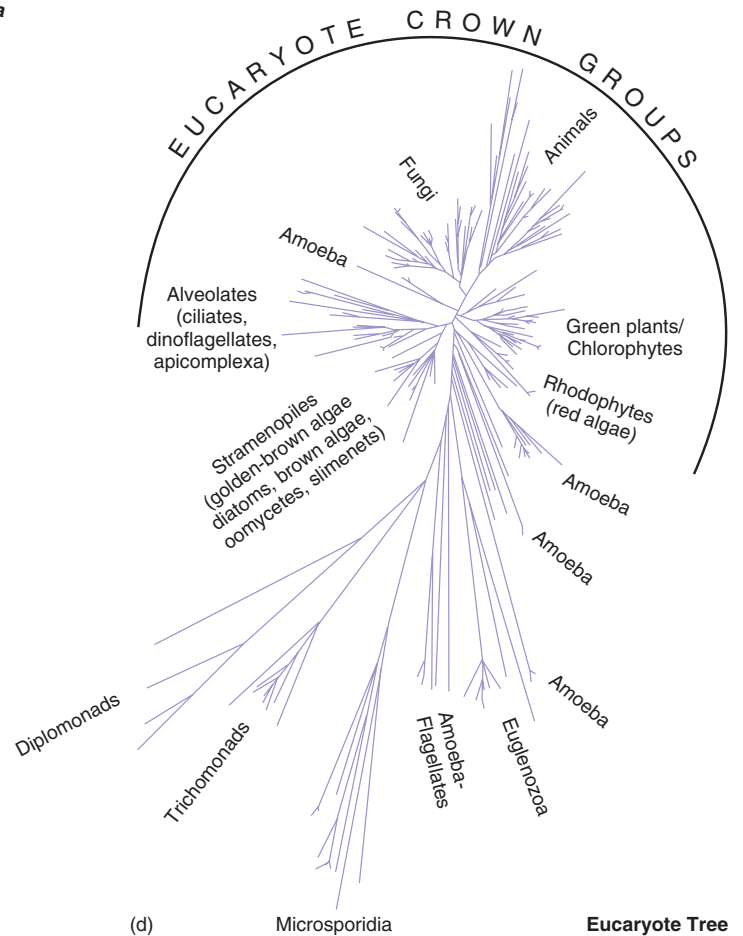 a
EUCARYOTE CROWN GROUPS
Animals
Fungi
Amoeba
Alveolates
(ciliates,
dinoflagellates,
apicomplexa)
Green plants/
Chlorophytes
Rhodophytes
(red algae)
Stramenopiles
(golden-brown algae
diatoms, brown algae,
oomycetes, slimenets)
Amoeba
Amoeba
Amoeba
Diplomonads
Trichomonads
Amoeba-
Flagellates
Euglenozoa
(d)
Microsporidia
Eucaryote Tree